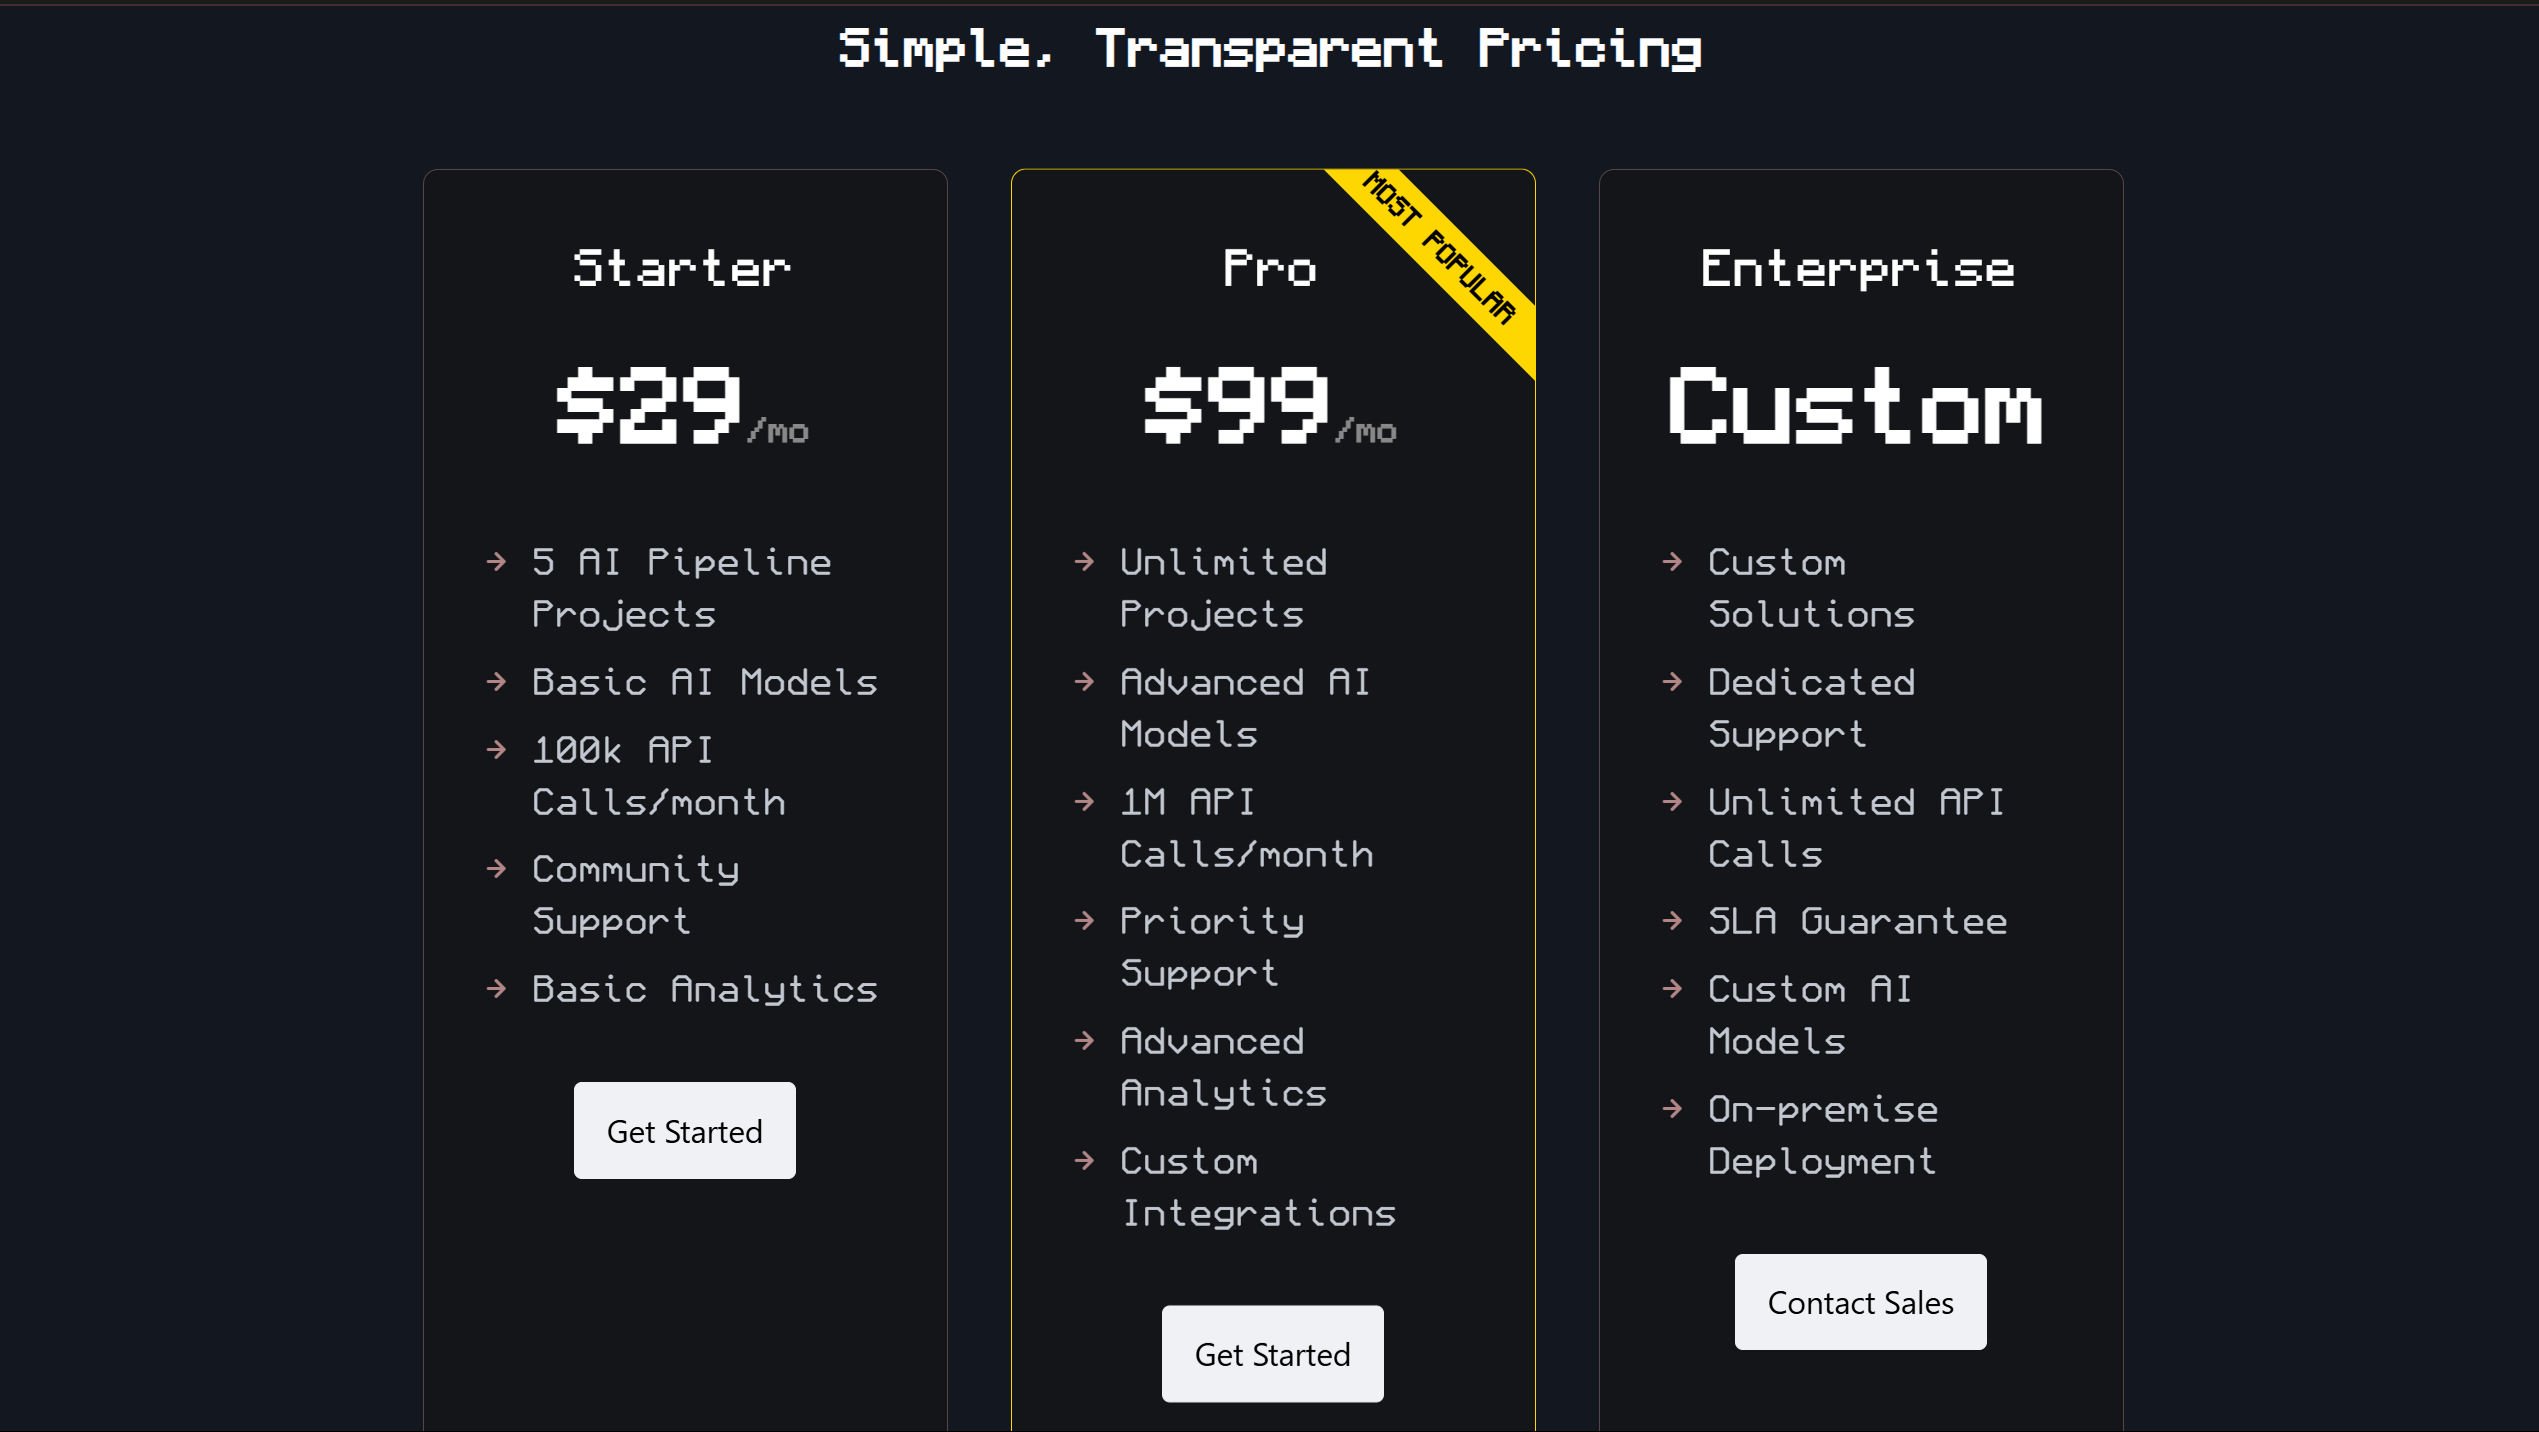 Simple, Transparent Pricing
Starter
$29/mo
→ 5 AI Pipeline
Projects
→ Basic AI Models
→ 100k API
Calls/month
→ Community
Support
→ Basic Analytics
Get Started
MOST POPULAR
Pro
$99/mo
→ Unlimited
Projects
→ Advanced AI
Models
→ 1M API
Calls/month
→ Priority
Support
→ Advanced
Analytics
→ Custom
Integrations
Get Started
Enterprise
Custom
→ Custom
Solutions
→ Dedicated
Support
→ Unlimited API
Calls
→ SLA Guarantee
→ Custom AI
Models
→ On-premise
Deployment
Contact Sales